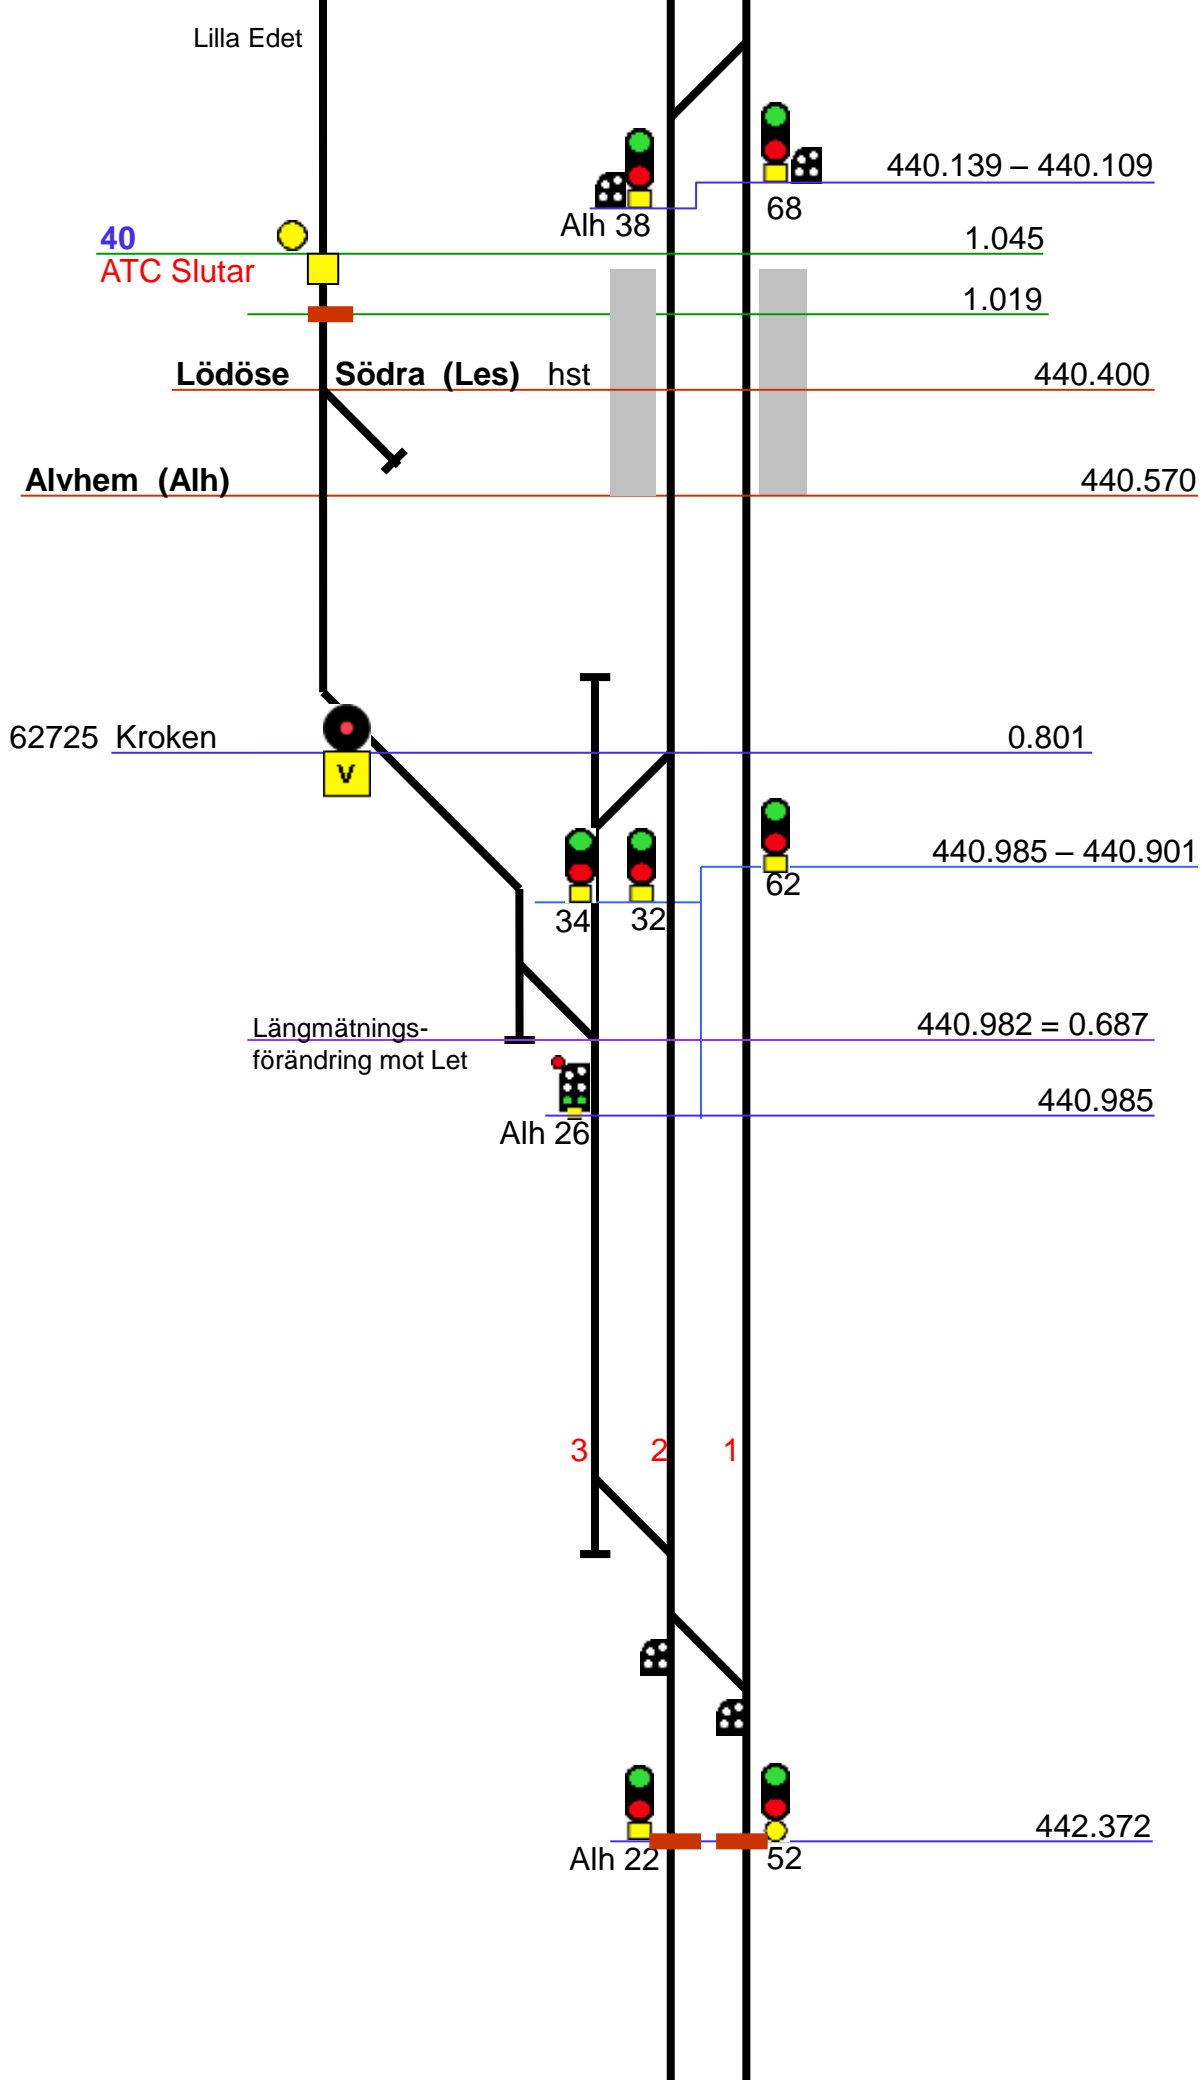 Lilla Edet
440.139 – 440.109
Alh 38
68
40
1.045
ATC Slutar
1.019
Lödöse Södra (Les) hst
440.400
Alvhem (Alh)
440.570
62725 Kroken
0.801
V
440.985 – 440.901
62
34
32
Längmätnings-
förändring mot Let
440.982 = 0.687
440.985
Alh 26
3
2
1
442.372
Alh 22
52